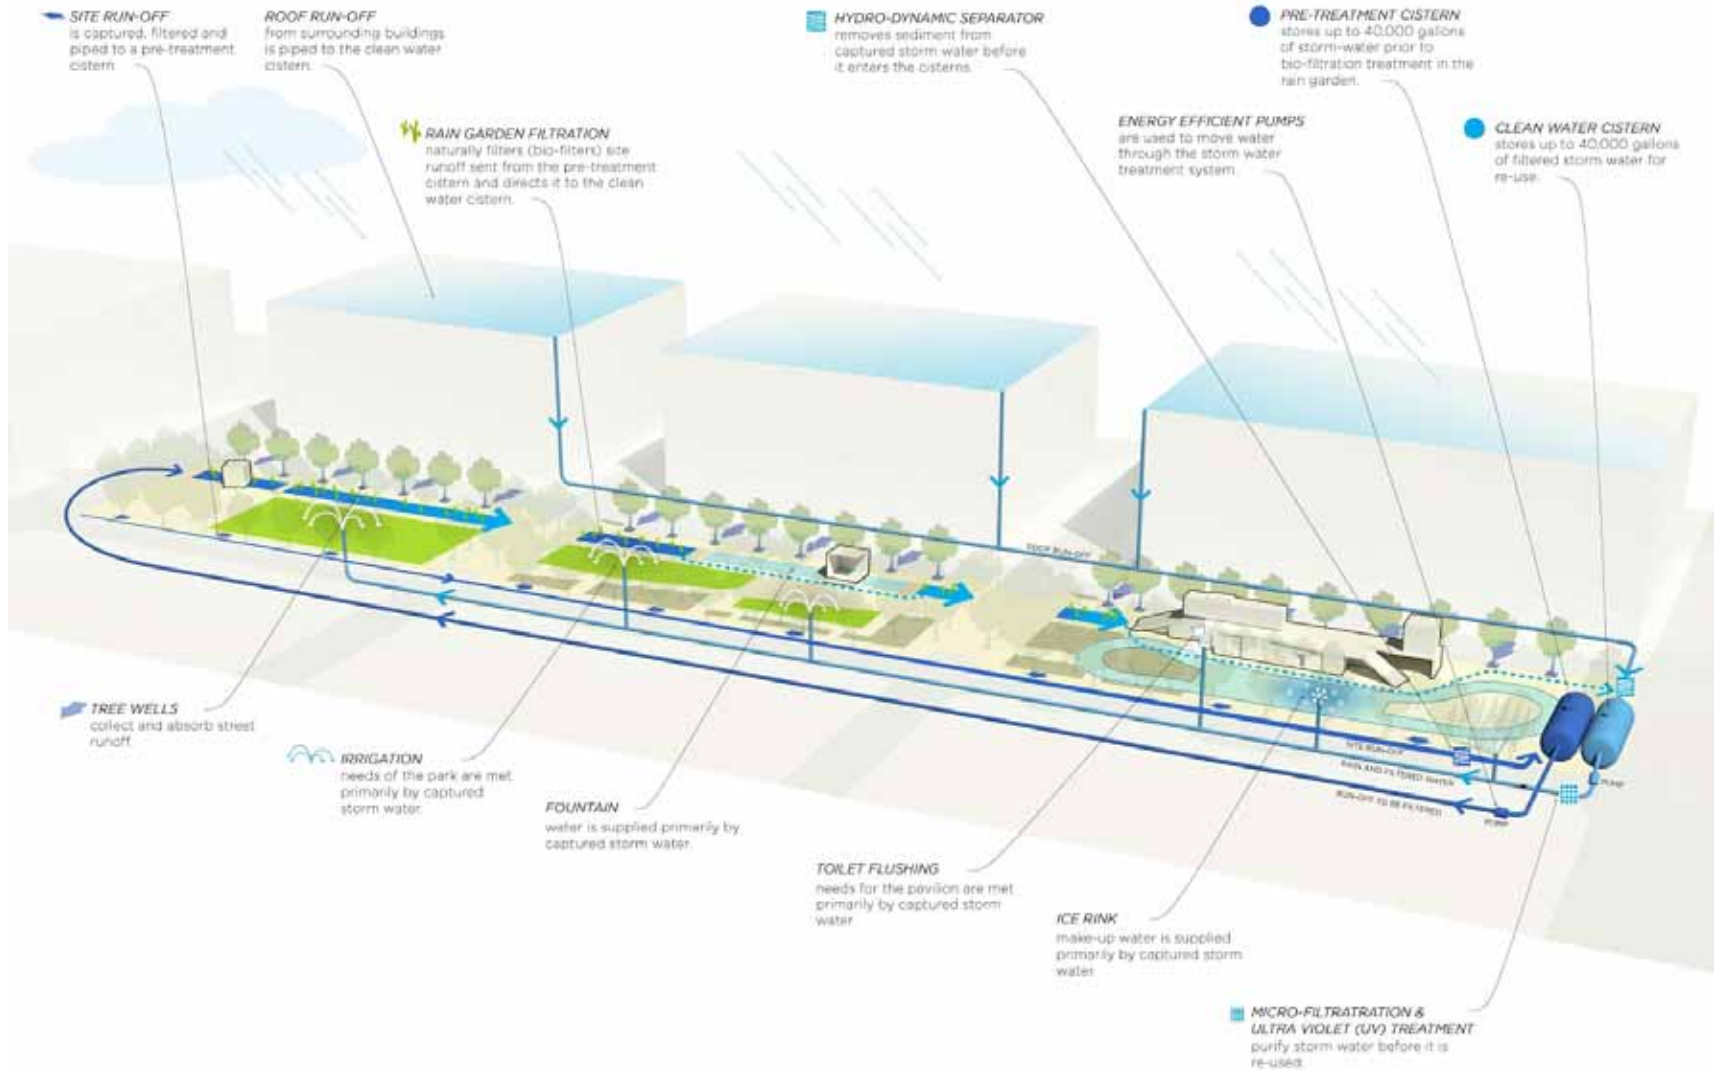 SITE RUN-OFF
is captured, filtered and
piped to a pre-treatment
cistern.
ROOF RUN-OFF
from surrounding buildings
is piped to the clean water
cistern.
HYDRO-DYNAMIC SEPARATOR
removes sediment from
captured storm water before
it enters the cisterns.
PRE-TREATMENT CISTERN
stores up to 40,000 gallons
of storm-water prior to
bio-filtration treatment in the
rain garden.
RAIN GARDEN FILTRATION
naturally filters (bio-filters) site
runoff sent from the pre-treatment
cistern and directs it to the clean
water cistern.
ENERGY EFFICIENT PUMPS
are used to move water
through the storm water
treatment system.
CLEAN WATER CISTERN
stores up to 40,000 gallons
of filtered storm water for
re-use.
ROOF RUN-OFF
SITE RUN-OFF
RAIN AND FILTERED WATER
RUN-OFF TO BE FILTERED
PUMP
PUMP
TREE WELLS
collect and absorb street
runoff.
IRRIGATION
needs of the park are met
primarily by captured
storm water.
FOUNTAIN
water is supplied primarily by
captured storm water.
TOILET FLUSHING
needs for the pavilion are met
primarily by captured storm
water.
ICE RINK
make-up water is supplied
primarily by captured storm
water.
MICRO-FILTRATRATION &
ULTRA VIOLET (UV) TREATMENT
purify storm water before it is
re-used.